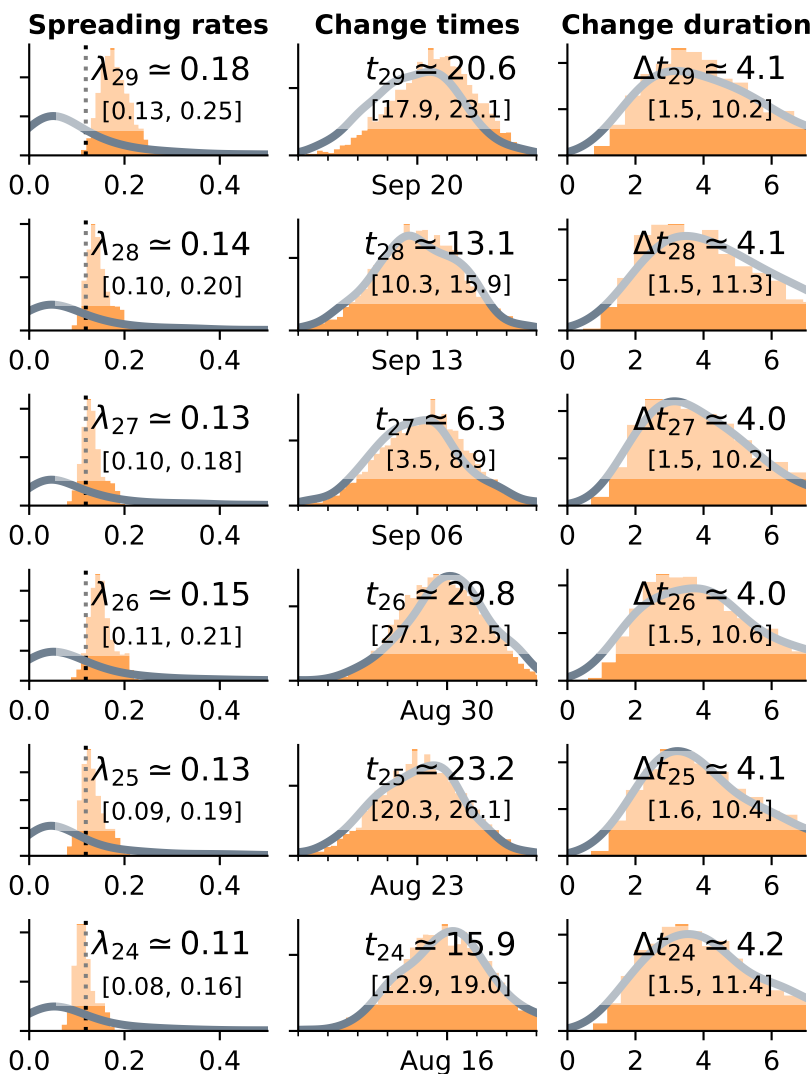 Spreading rates Change times Change duration
λ29 ≃ 0.18 t29 ≃ 20.6 Δt29 ≃ 4.1
[0.13, 0.25] [17.9, 23.1] [1.5, 10.2]
0.0 0.2 0.4 Sep 20 0 2 4 6
λ28 ≃ 0.14 t28 ≃ 13.1 Δt28 ≃ 4.1
[0.10, 0.20] [10.3, 15.9] [1.5, 11.3]
0.0 0.2 0.4 Sep 13 0 2 4 6
λ27 ≃ 0.13 t27 ≃ 6.3 Δt27 ≃ 4.0
[0.10, 0.18] [3.5, 8.9] [1.5, 10.2]
0.0 0.2 0.4 Sep 06 0 2 4 6
λ26 ≃ 0.15 t26 ≃ 29.8 Δt26 ≃ 4.0
[0.11, 0.21] [27.1, 32.5] [1.5, 10.6]
0.0 0.2 0.4 Aug 30 0 2 4 6
λ25 ≃ 0.13 t25 ≃ 23.2 Δt25 ≃ 4.1
[0.09, 0.19] [20.3, 26.1] [1.6, 10.4]
0.0 0.2 0.4 Aug 23 0 2 4 6
λ24 ≃ 0.11 t24 ≃ 15.9 Δt24 ≃ 4.2
[0.08, 0.16] [12.9, 19.0] [1.5, 11.4]
0.0 0.2 0.4 Aug 16 0 2 4 6